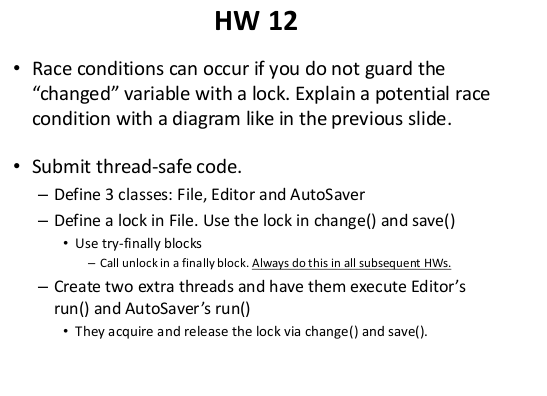 HW 12
• Race conditions can occur if you do not guard the
“changed” variable with a lock. Explain a potential race
condition with a diagram like in the previous slide.
• Submit thread-safe code.
– Define 3 classes: File, Editor and AutoSaver
– Define a lock in File. Use the lock in change() and save()
• Use try-finally blocks
– Call unlock in a finally block. Always do this in all subsequent HWs.
– Create two extra threads and have them execute Editor’s
run() and AutoSaver’s run()
• They acquire and release the lock via change() and save().